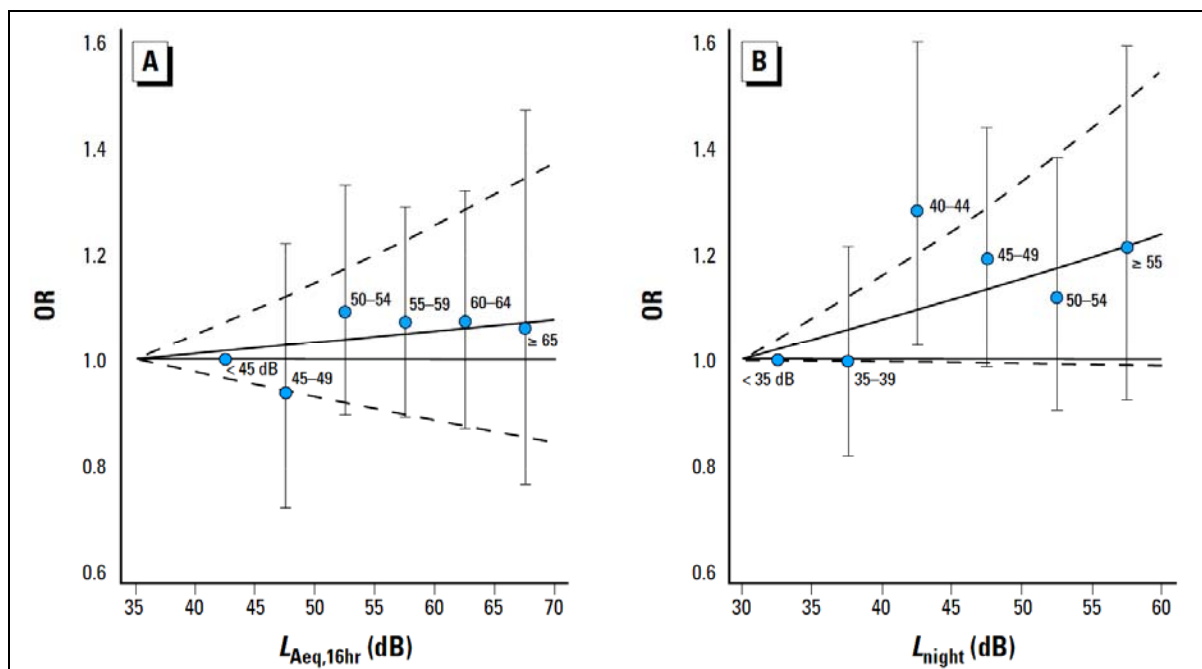 A
OR
1.6
1.4
1.2
1.0
0.8
0.6
< 45 dB
45–49
50–54
55–59
60–64
≥ 65
35 40 45 50 55 60 65 70
LAeq,16hr (dB)
B
OR
1.6
1.4
1.2
1.0
0.8
0.6
< 35 dB
35–39
40–44
45–49
50–54
≥ 55
30 40 45 50 55 60
Lnight (dB)